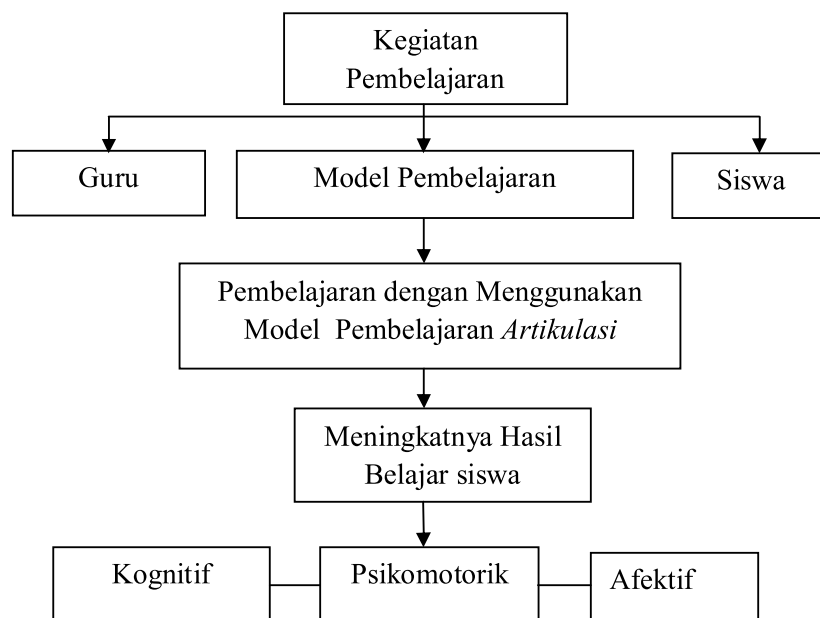 Kegiatan
Pembelajaran
Guru
Model Pembelajaran
Siswa
Pembelajaran dengan Menggunakan
Model Pembelajaran Artikulasi
Meningkatnya Hasil
Belajar siswa
Kognitif
Psikomotorik
Afektif